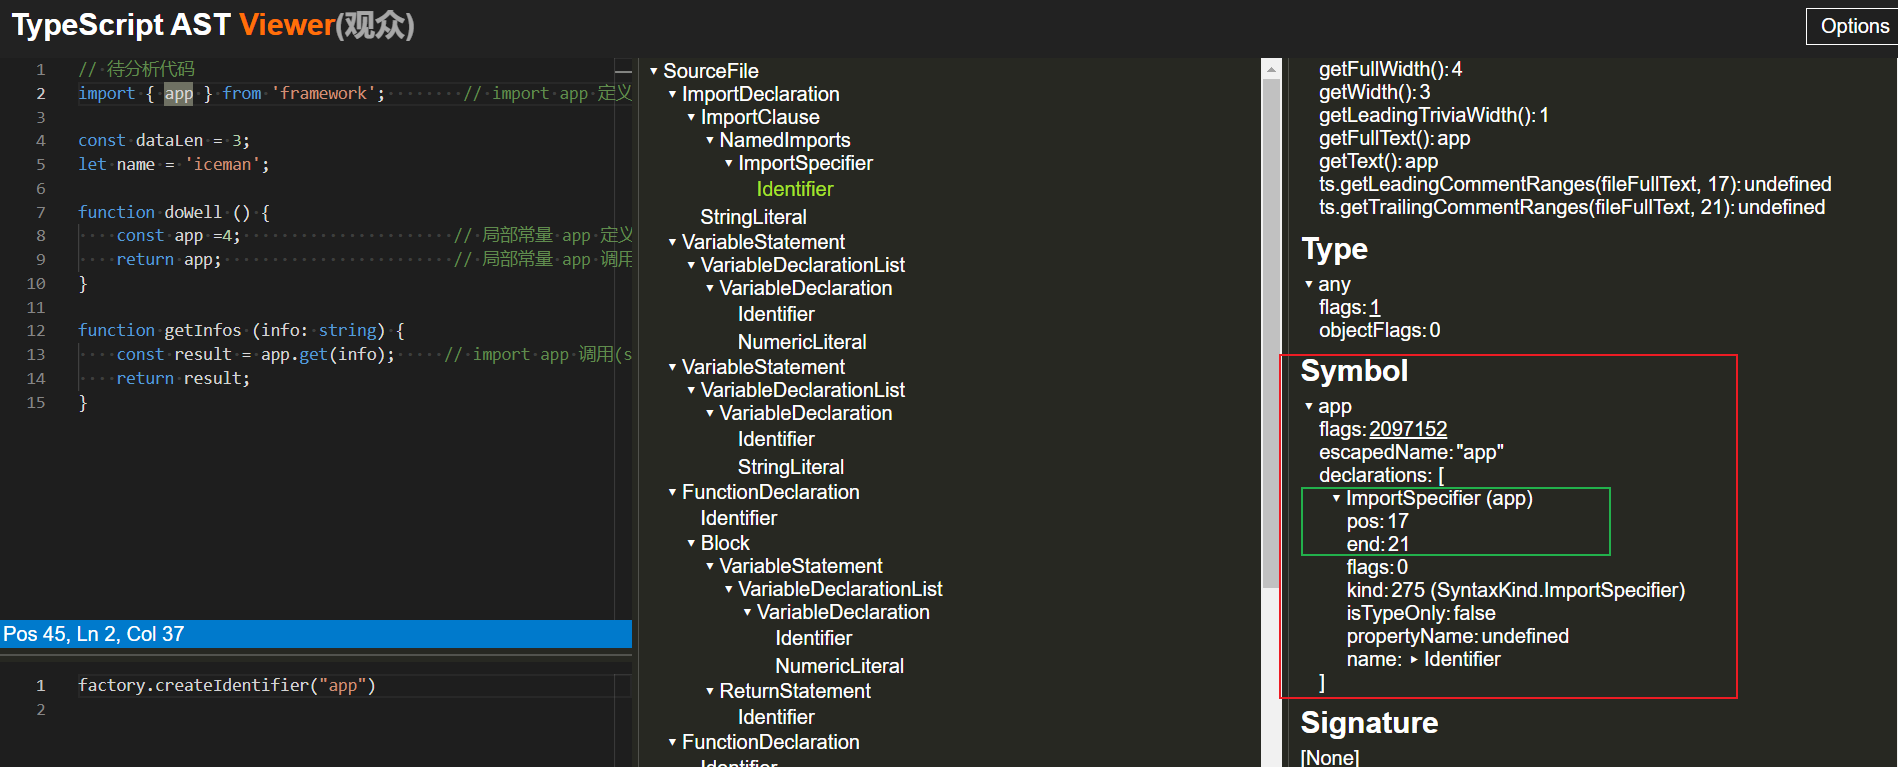 TypeScript AST Viewer(观众)
Options
1 // 待分析代码
2 import { app } from 'framework'; // import app 定义
3
4 const dataLen = 3;
5 let name = 'iceman';
6
7 function doWell () {
8 const app =4; // 局部常量 app 定义
9 return app; // 局部常量 app 调用
10 }
11
12 function getInfos (info: string) {
13 const result = app.get(info); // import app 调用(s
14 return result;
15 }
Pos 45, Ln 2, Col 37
1 factory.createIdentifier("app")
2
SourceFile
ImportDeclaration
ImportClause
NamedImports
ImportSpecifier
Identifier
StringLiteral
VariableStatement
VariableDeclarationList
VariableDeclaration
Identifier
NumericLiteral
VariableStatement
VariableDeclarationList
VariableDeclaration
Identifier
StringLiteral
FunctionDeclaration
Identifier
Block
VariableStatement
VariableDeclarationList
VariableDeclaration
Identifier
NumericLiteral
ReturnStatement
Identifier
FunctionDeclaration
Identifier
getFullWidth(): 4
getWidth(): 3
getLeadingTriviaWidth(): 1
getFullText(): app
getText(): app
ts.getLeadingCommentRanges(fileFullText, 17): undefined
ts.getTrailingCommentRanges(fileFullText, 21): undefined
Type
any
flags: 1
objectFlags: 0
Symbol
app
flags: 2097152
escapedName: "app"
declarations: [
ImportSpecifier (app)
pos: 17
end: 21
flags: 0
kind: 275 (SyntaxKind.ImportSpecifier)
isTypeOnly: false
propertyName: undefined
name: Identifier
]
Signature
[None]